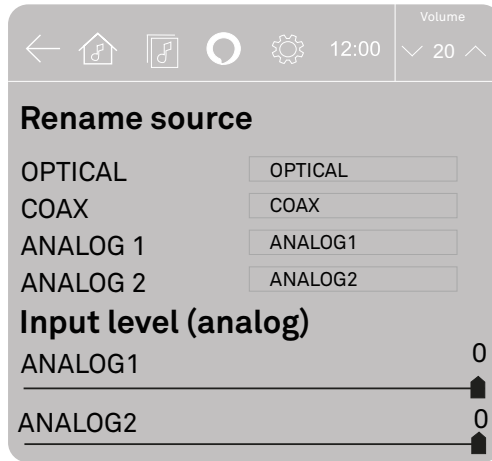 Volume
12:00 20
Rename source
OPTICAL OPTICAL
COAX COAX
ANALOG 1 ANALOG1
ANALOG 2 ANALOG2
Input level (analog)
ANALOG1 0
ANALOG2 0